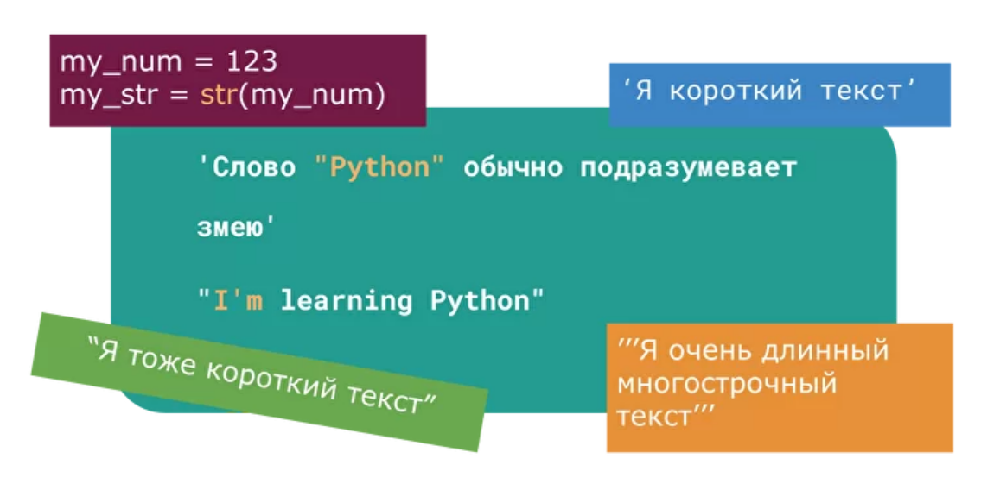 my_num = 123
my_str = str(my_num)
‘Я короткий текст’
'Слово "Python" обычно подразумевает
змею'
"I'm learning Python"
“Я тоже короткий текст”
’’’Я очень длинный
многострочный
текст’’’